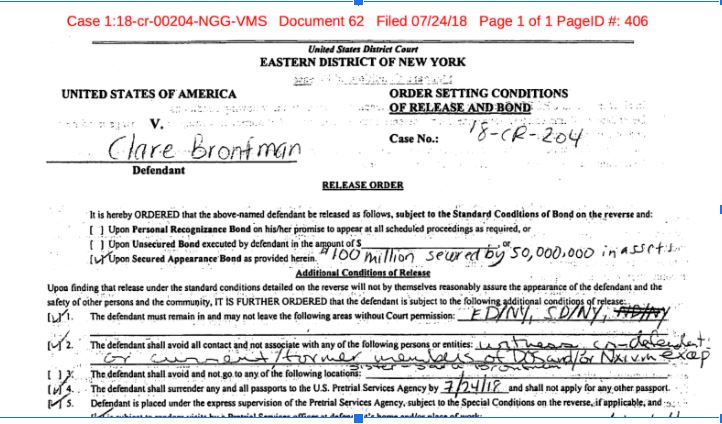 Case 1:18-cr-00204-NGG-VMS Document 62 Filed 07/24/18 Page 1 of 1 PageID #: 406
United States District Court
EASTERN DISTRICT OF NEW YORK
UNITED STATES OF AMERICA
ORDER SETTING CONDITIONS
OF RELEASE AND BOND
V.
Case No.: 18-CR-204
Clare Bronfman
Defendant
RELEASE ORDER
It is hereby ORDERED that the above-named defendant be released as follows, subject to the Standard Conditions of Bond on the reverse and:
[ ] Upon Personal Recognizance Bond on his/her promise to appear at all scheduled proceedings as required, or
[ ] Upon Unsecured Bond executed by defendant in the amount of $ , or
[✓] Upon Secured Appearance Bond as provided herein. $100 million secured by 50,000,000 in assets.
Additional Conditions of Release
Upon finding that release under the standard conditions detailed on the reverse will not by themselves reasonably assure the appearance of the defendant and the
safety of other persons and the community, IT IS FURTHER ORDERED that the defendant is subject to the following additional conditions of release:
[✓] 1. The defendant must remain in and may not leave the following areas without Court permission: ED/NY, SD/NY,
[✓] 2. The defendant shall avoid all contact and not associate with any of the following persons or entities: witness, co-defendant
or current/former members of DOS and/or Nxivm excep
sister - Sara Bronfman
[ ] 3. The defendant shall avoid and not go to any of the following locations:
[✓] 4. The defendant shall surrender any and all passports to the U.S. Pretrial Services Agency by 7/24/18 and shall not apply for any other passport.
[✓] 5. Defendant is placed under the express supervision of the Pretrial Services Agency, subject to the Special Conditions on the reverse, if applicable, and